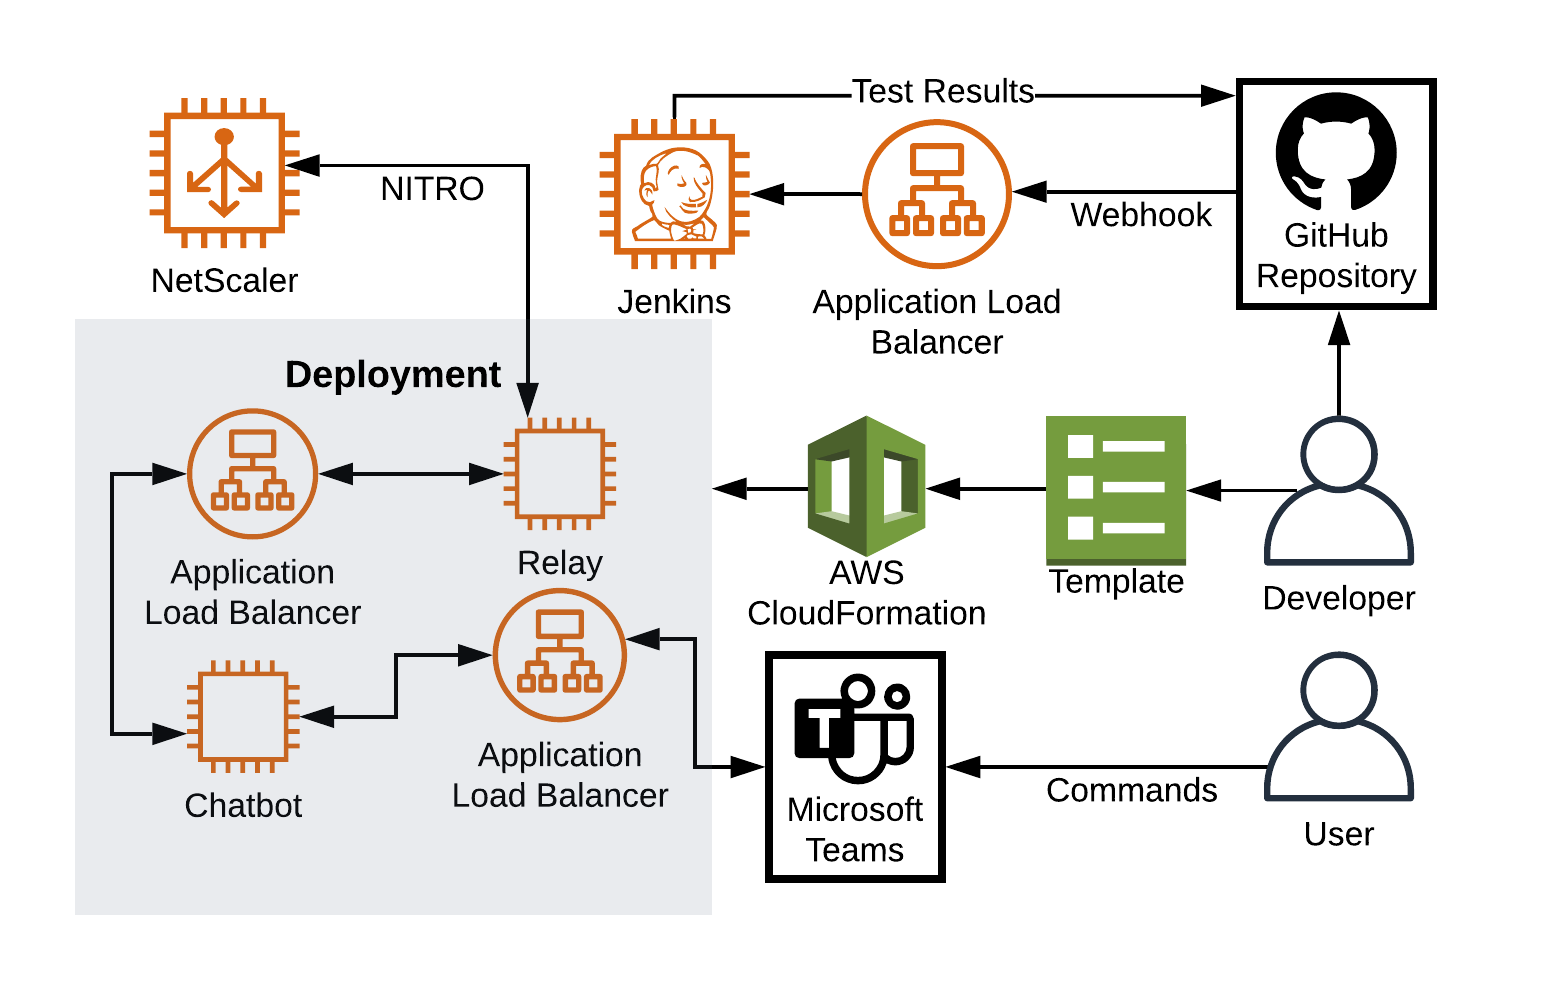 Test Results
NITRO
NetScaler
Jenkins
Application Load
Balancer
Webhook
GitHub
Repository
Deployment
Application
Load Balancer
Relay
AWS
CloudFormation
Template
Developer
Chatbot
Application
Load Balancer
T
Microsoft
Teams
Commands
User